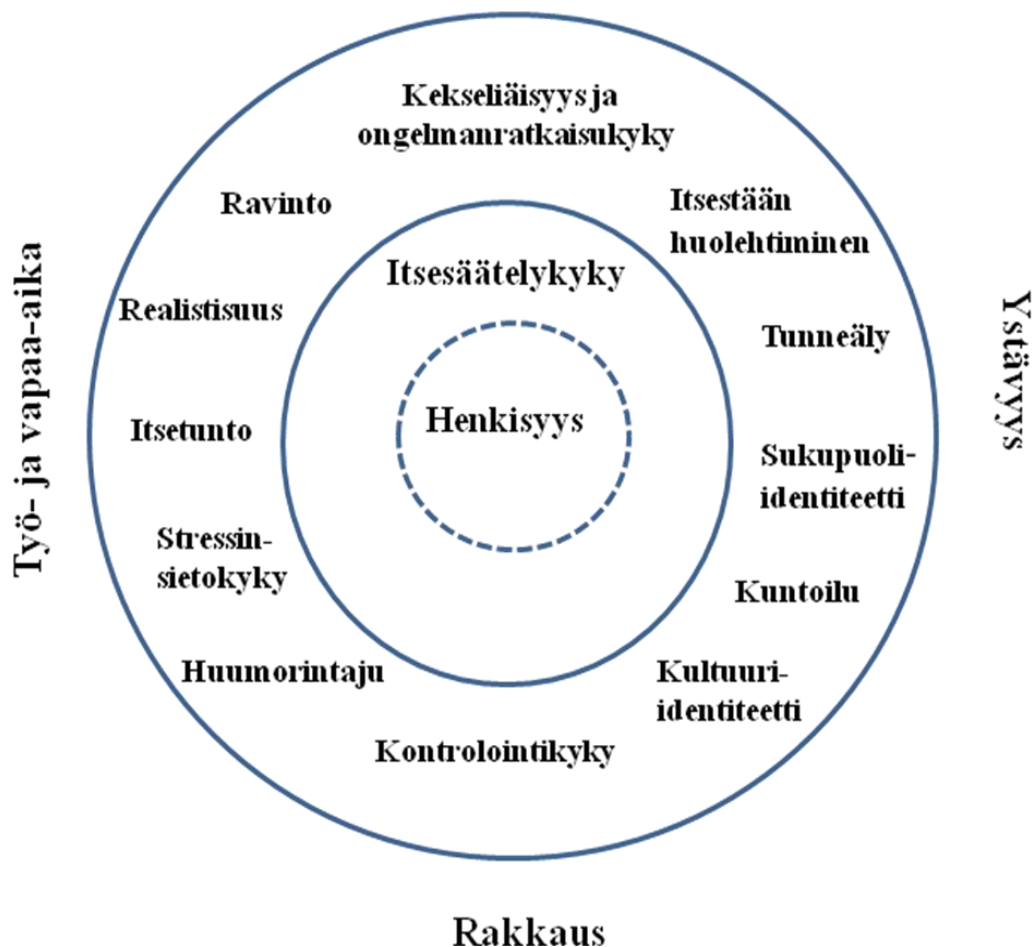 Kekseliäisyys ja
ongelmanratkaisukyky
Ravinto
Itsestään
huolehtiminen
Itsesäätelykyky
Realistisuus
Tunneäly
Työ- ja vapaa-aika
Ystävyys
Henkisyys
Itsetunto
Sukupuoli-
identiteetti
Stressin-
sietokyky
Kuntoilu
Huumorintaju
Kultuuri-
identiteetti
Kontrolointikyky
Rakkaus